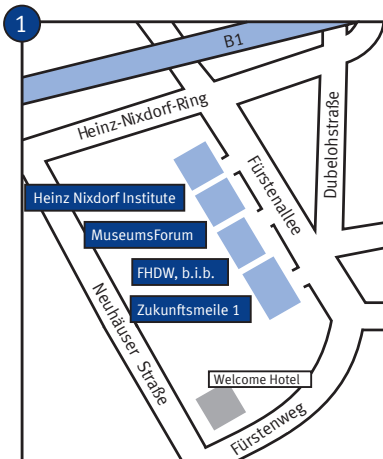 1
B1
Heinz-Nixdorf-Ring
Fürstenallee
Dubelohstraße
Heinz Nixdorf Institute
MuseumsForum
FHDW, b.i.b.
Zukunftsmeile 1
Neuhäuser Straße
Welcome Hotel
Fürstenweg